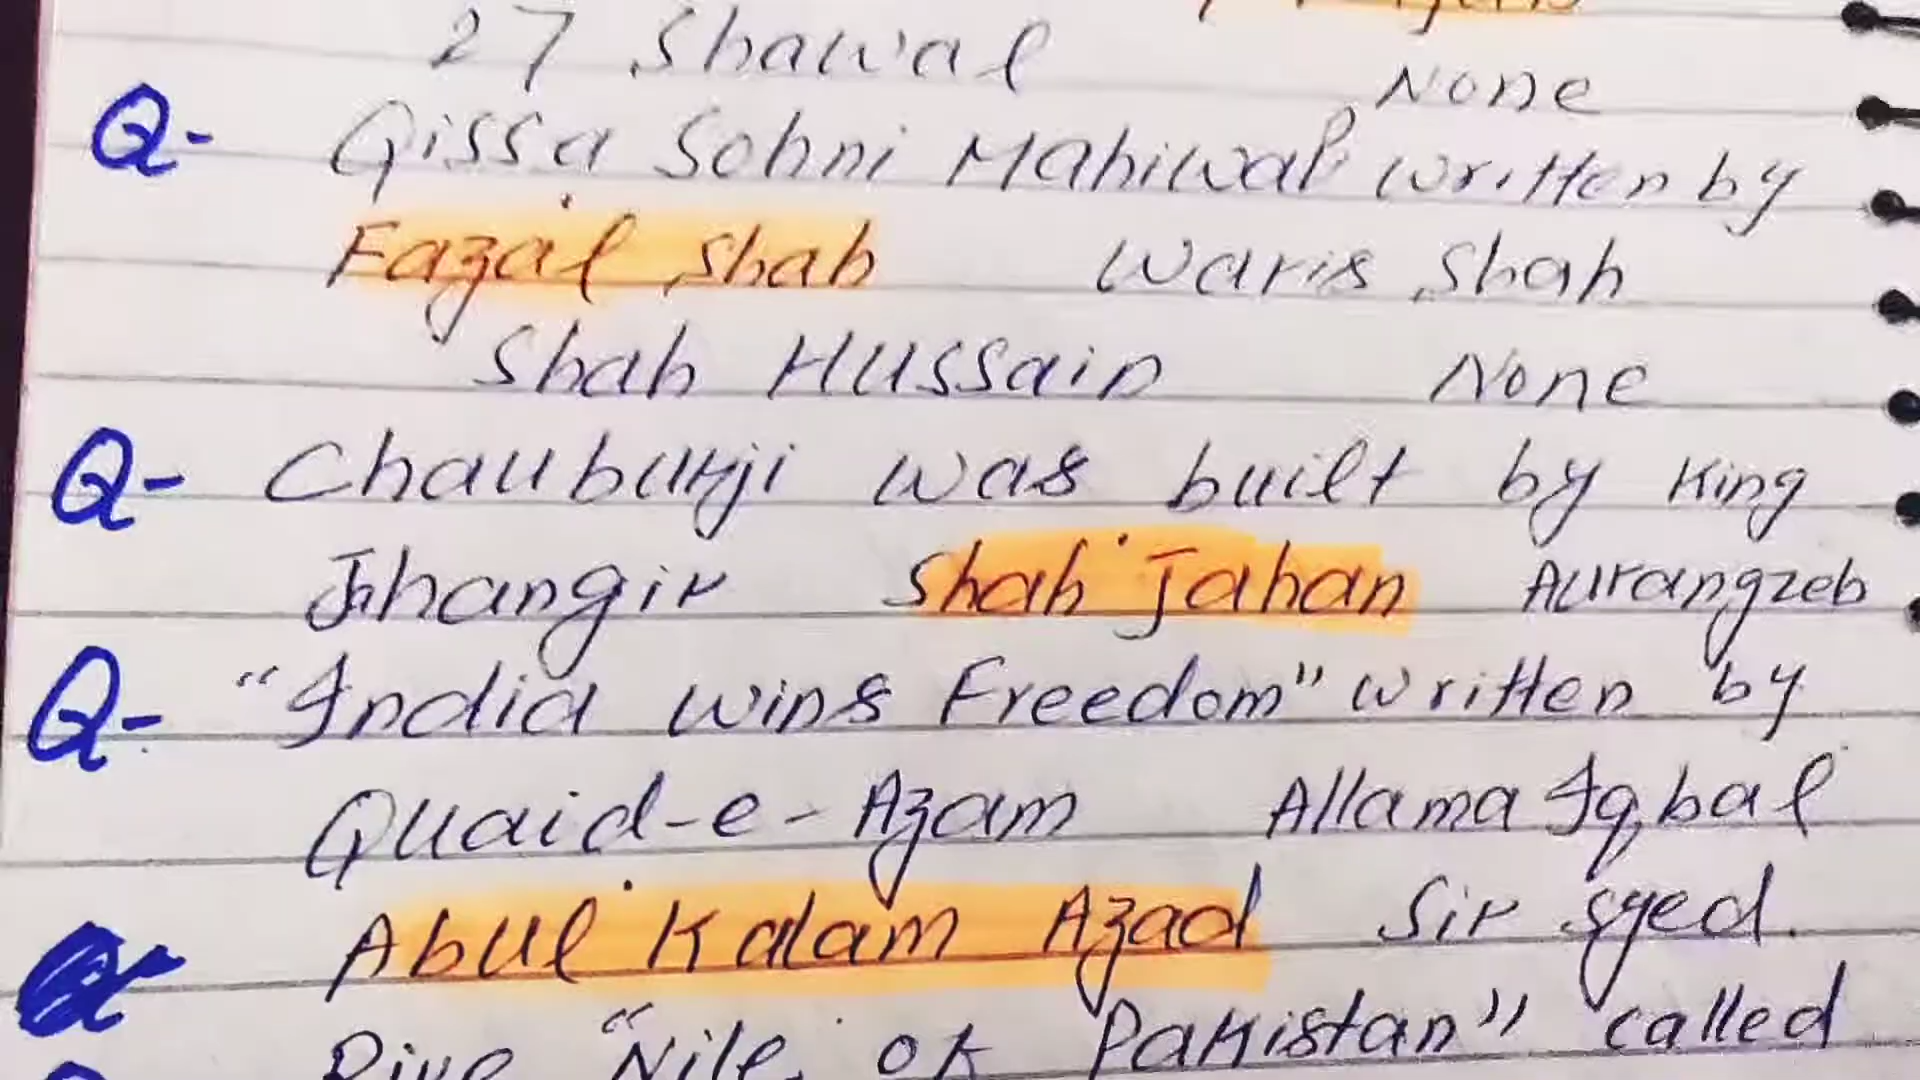 27 Shawal
None
Q- Qissa Sohni Mahiwal written by
Fazal Shah Waris Shah
Shah Hussain None
Q- Chauburji was built by King
Jhangir Shah Jahan Aurangzeb
Q- "India wins Freedom" written by
Quaid-e-Azam Allama Iqbal
Abul Kalam Azad Sir Syed.
"Nile of Pakistan" called